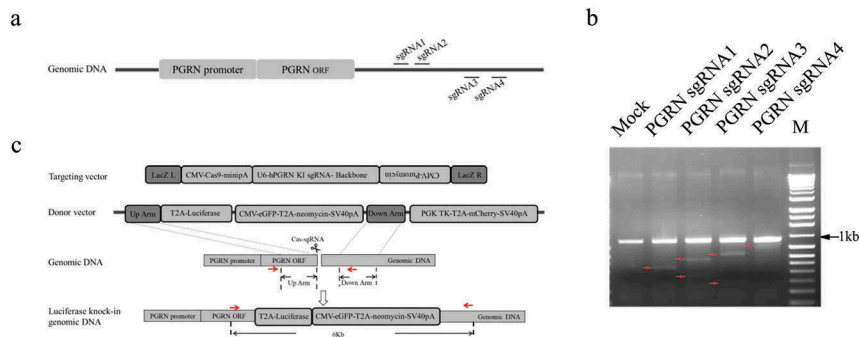 a
sgRNA1
sgRNA2
Genomic DNA
PGRN promoter
PGRN ORF
sgRNA3
sgRNA4
b
Mock
PGRN sgRNA1
PGRN sgRNA2
PGRN sgRNA3
PGRN sgRNA4
M
1kb
c
Targeting vector
LacZ L
CMV-Cas9-minipA
U6-hPGRN KI sgRNA- Backbone
CMV-Puromycin
LacZ R
Donor vector
Up Arm
T2A-Luciferase
CMV-eGFP-T2A-neomycin-SV40pA
Down Arm
PGK TK-T2A-mCherry-SV40pA
Cas-sgRNA
Genomic DNA
PGRN promoter
PGRN ORF
Genomic DNA
Up Arm
Down Arm
Luciferase knock-in
genomic DNA
PGRN promoter
PGRN ORF
T2A-Luciferase
CMV-eGFP-T2A-neomycin-SV40pA
Genomic DNA
6Kb